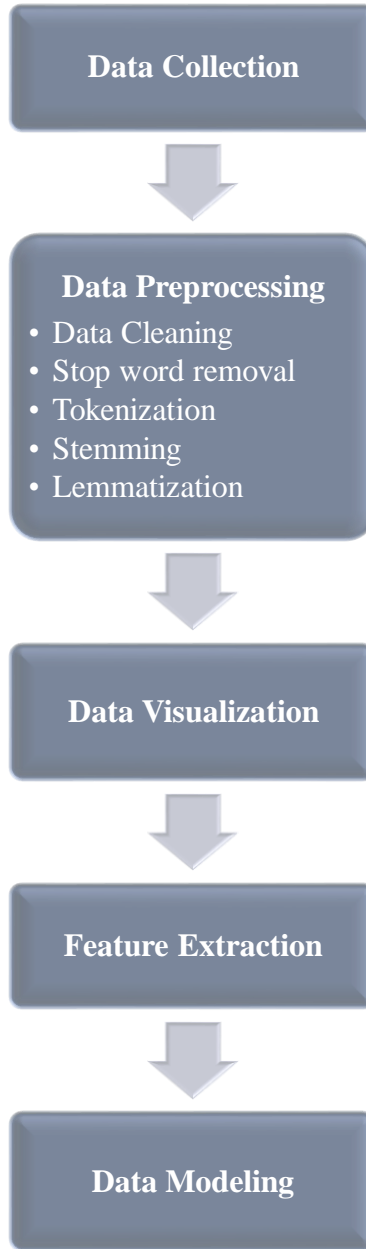 Data Collection
Data Preprocessing
• Data Cleaning
• Stop word removal
• Tokenization
• Stemming
• Lemmatization
Data Visualization
Feature Extraction
Data Modeling